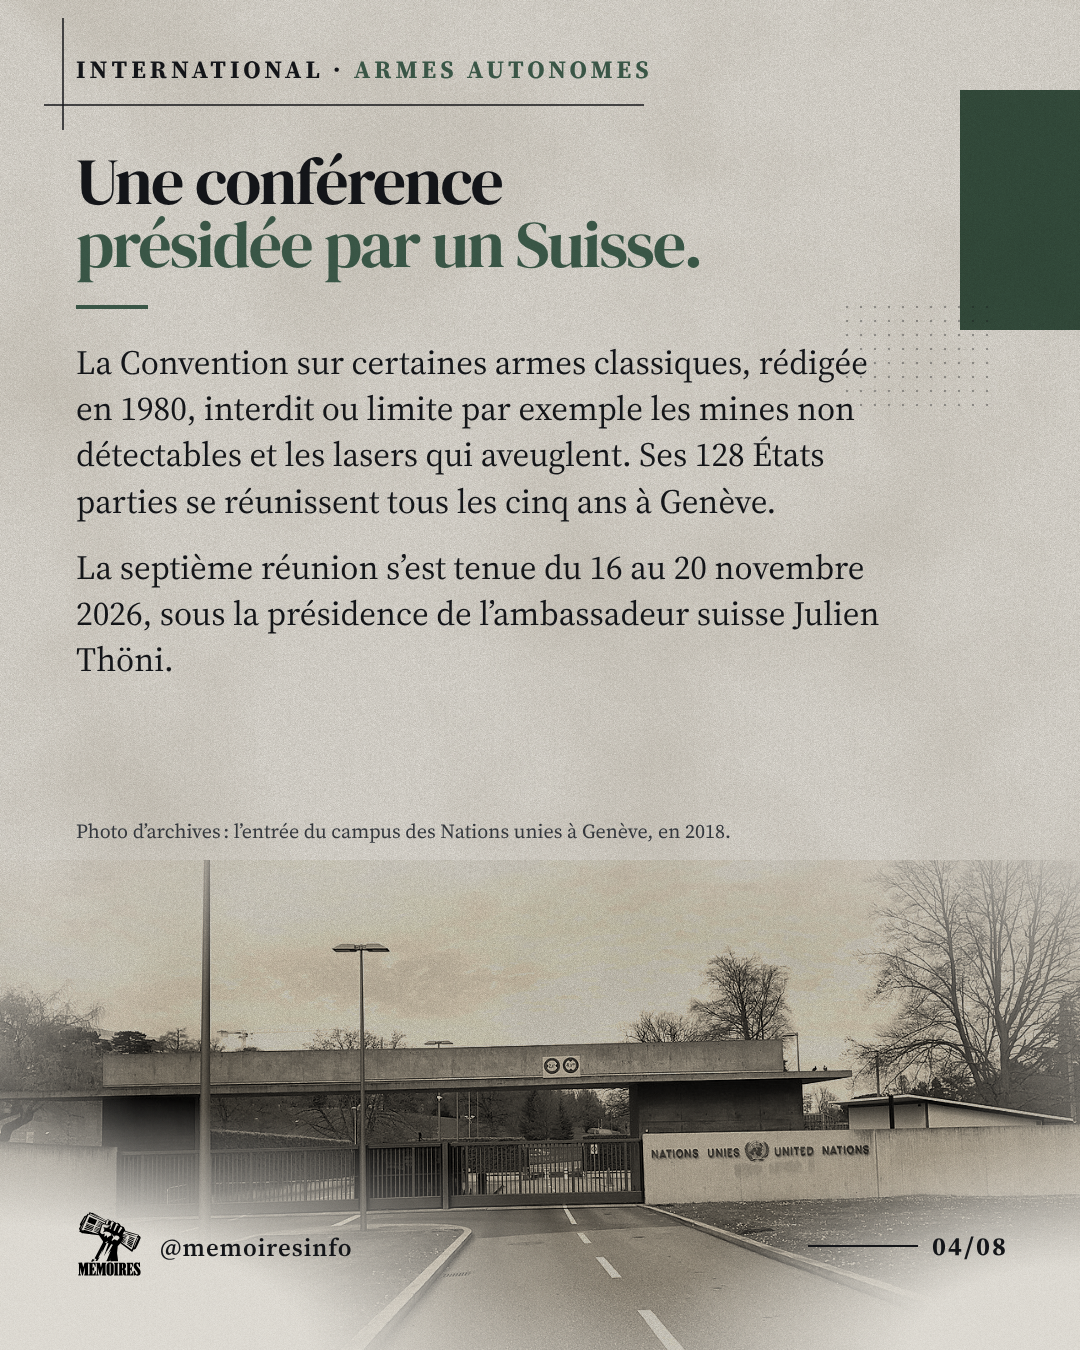 INTERNATIONAL · ARMES AUTONOMES
Une conférence
présidée par un Suisse.
La Convention sur certaines armes classiques, rédigée
en 1980, interdit ou limite par exemple les mines non
détectables et les lasers qui aveuglent. Ses 128 États
parties se réunissent tous les cinq ans à Genève.
La septième réunion s’est tenue du 16 au 20 novembre
2026, sous la présidence de l’ambassadeur suisse Julien
Thöni.
Photo d’archives : l’entrée du campus des Nations unies à Genève, en 2018.
NATIONS UNIES UNITED NATIONS
MÉMOIRES
@memoiresinfo
04/08